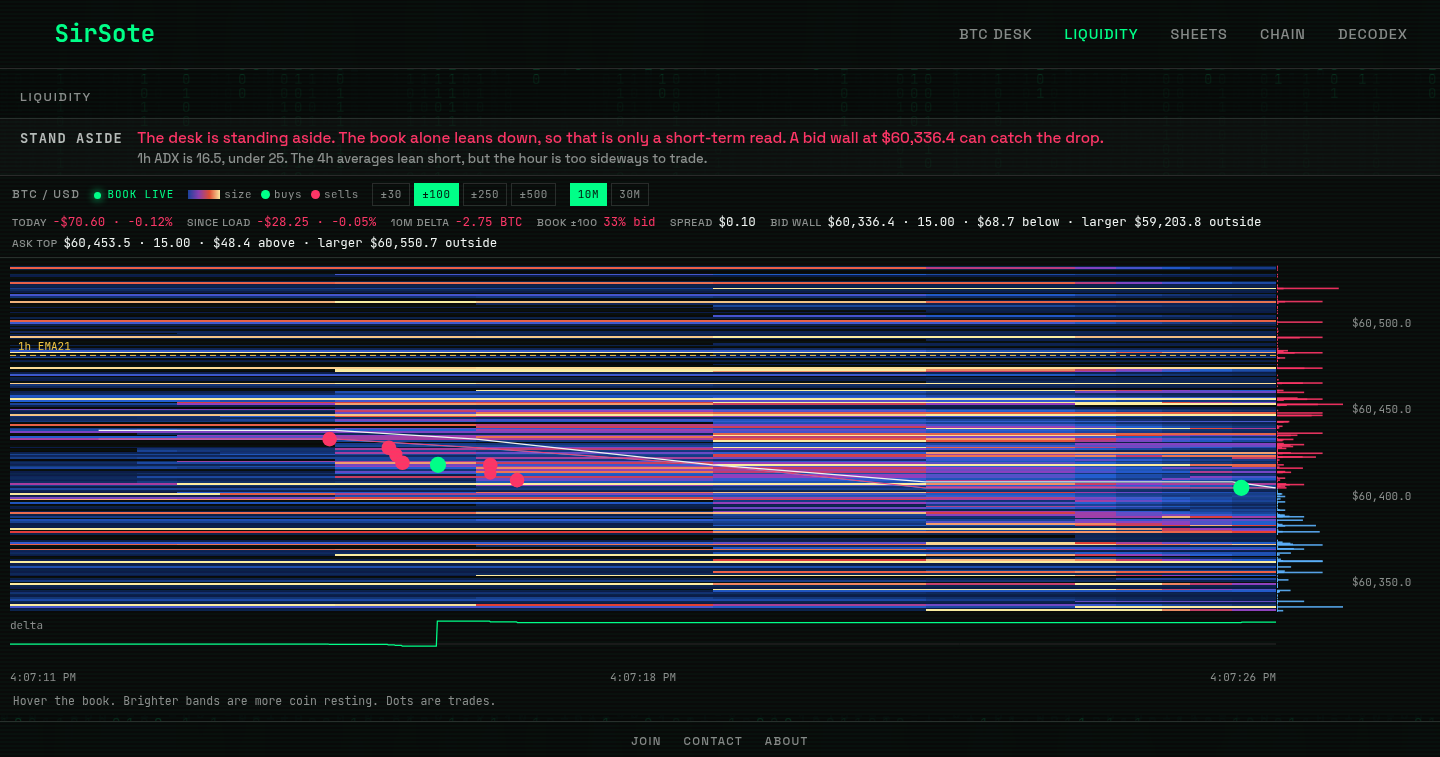 SirSote
BTC DESK LIQUIDITY SHEETS CHAIN DECODEX
LIQUIDITY
STAND ASIDE The desk is standing aside. The book alone leans down, so that is only a short-term read. A bid wall at $60,336.4 can catch the drop.
1h ADX is 16.5, under 25. The 4h averages lean short, but the hour is too sideways to trade.
BTC / USD BOOK LIVE size buys sells ±30 ±100 ±250 ±500 10M 30M
TODAY -$70.60 · -0.12% SINCE LOAD -$28.25 · -0.05% 10M DELTA -2.75 BTC BOOK ±100 33% bid SPREAD $0.10 BID WALL $60,336.4 · 15.00 · $68.7 below · larger $59,203.8 outside
ASK TOP $60,453.5 · 15.00 · $48.4 above · larger $60,550.7 outside
$60,500.0
1h EMA21
$60,450.0
$60,400.0
$60,350.0
delta
4:07:11 PM 4:07:18 PM 4:07:26 PM
Hover the book. Brighter bands are more coin resting. Dots are trades.
JOIN CONTACT ABOUT